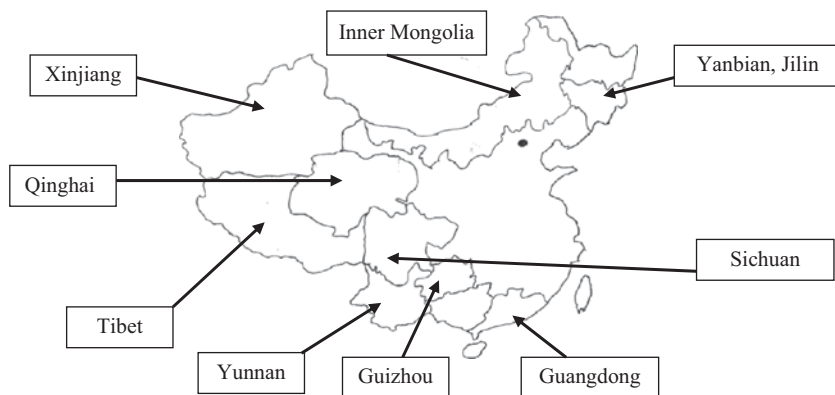 Inner Mongolia
Xinjiang
Yanbian, Jilin
Qinghai
Sichuan
Tibet
Yunnan
Guizhou
Guangdong